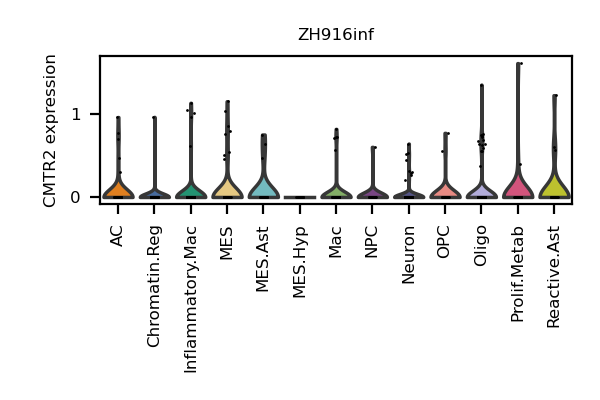 ZH916inf
CMTR2 expression
1
0
AC
Chromatin.Reg
Inflammatory.Mac
MES
MES.Ast
MES.Hyp
Mac
NPC
Neuron
OPC
Oligo
Prolif.Metab
Reactive.Ast